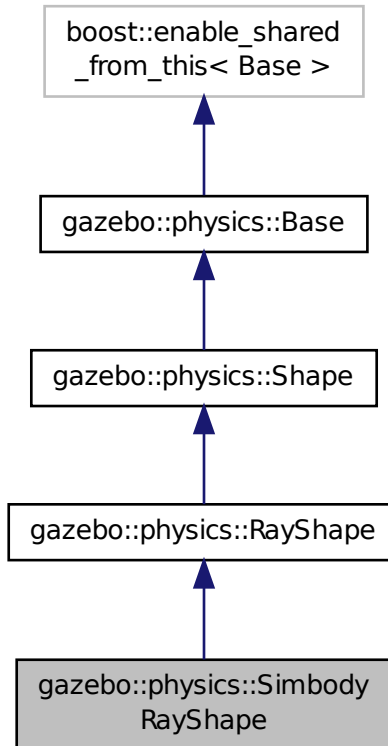 boost::enable_shared
_from_this< Base >
gazebo::physics::Base
gazebo::physics::Shape
gazebo::physics::RayShape
gazebo::physics::Simbody
RayShape